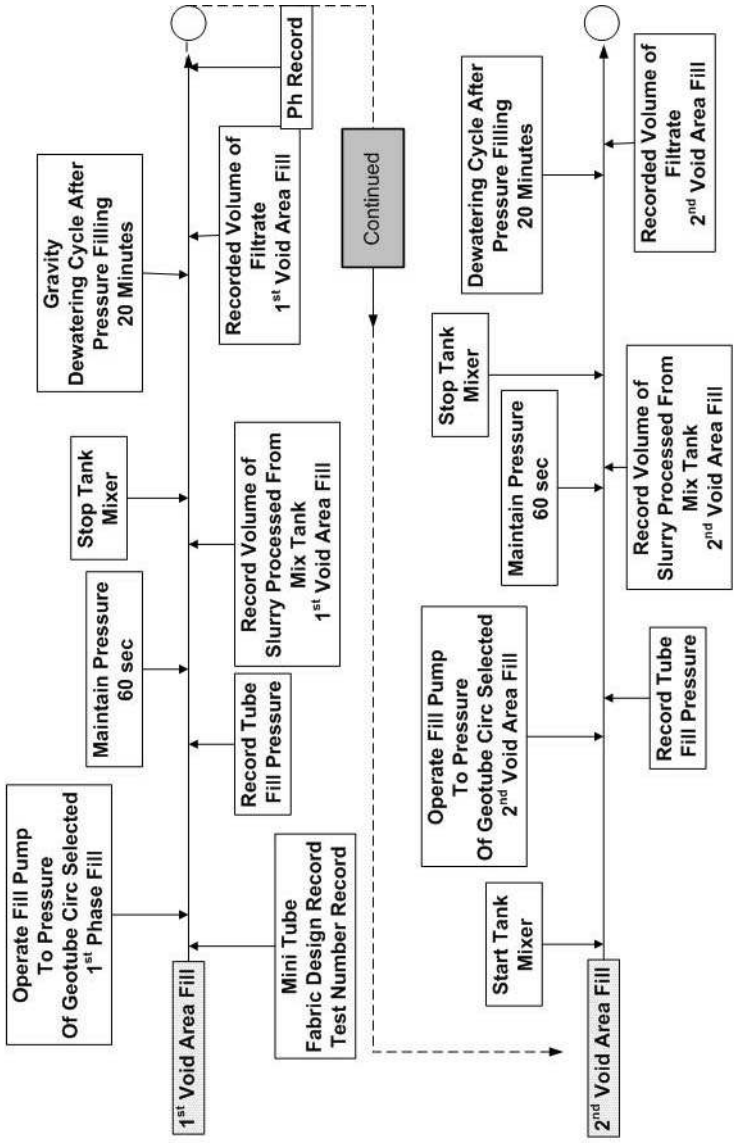 1st Void Area Fill
Operate Fill Pump
To Pressure
Of Geotube Circ Selected
1st Phase Fill
Mini Tube
Fabric Design Record
Test Number Record
Maintain Pressure
60 sec
Record Tube
Fill Pressure
Stop Tank
Mixer
Record Volume of
Slurry Processed From
Mix Tank
1st Void Area Fill
Gravity
Dewatering Cycle After
Pressure Filling
20 Minutes
Recorded Volume of
Filtrate
1st Void Area Fill
Ph Record
Continued
2nd Void Area Fill
Start Tank
Mixer
Operate Fill Pump
To Pressure
Of Geotube Circ Selected
2nd Void Area Fill
Record Tube
Fill Pressure
Maintain Pressure
60 sec
Record Volume of
Slurry Processed From
Mix Tank
2nd Void Area Fill
Stop Tank
Mixer
Dewatering Cycle After
Pressure Filling
20 Minutes
Recorded Volume of
Filtrate
2nd Void Area Fill